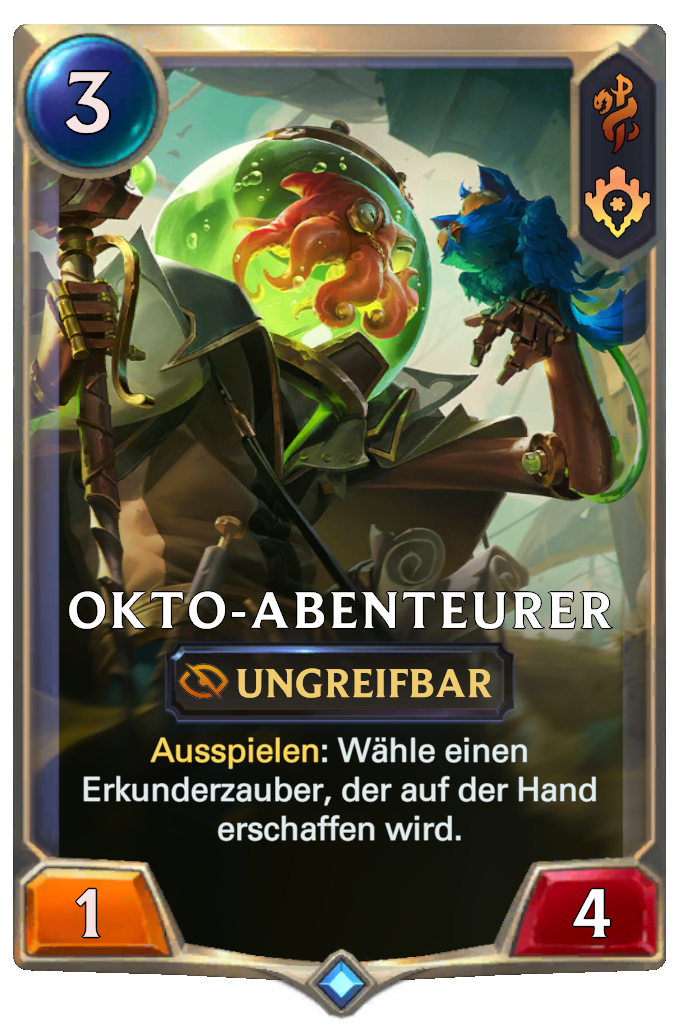 3
OKTO-ABENTEURER
UNGREIFBAR
Ausspielen: Wähle einen
Erkunderzauber, der auf der Hand
erschaffen wird.
1
4